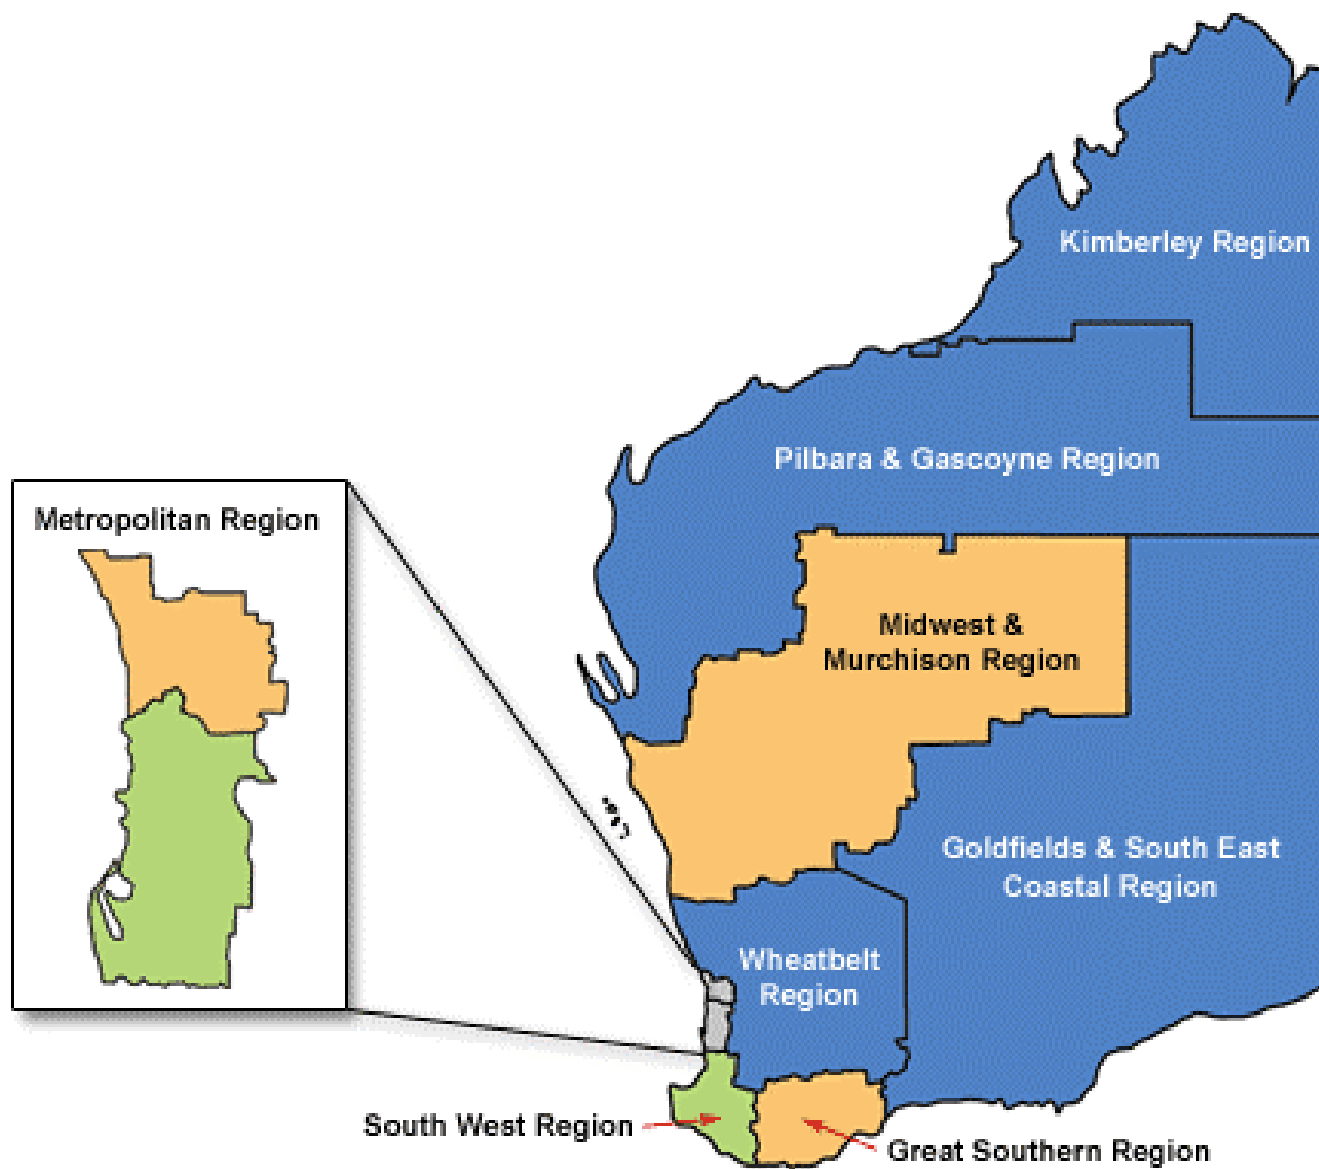 Kimberley Region
Pilbara & Gascoyne Region
Metropolitan Region
Midwest &
Murchison Region
Goldfields & South East
Coastal Region
Wheatbelt
Region
South West Region
Great Southern Region